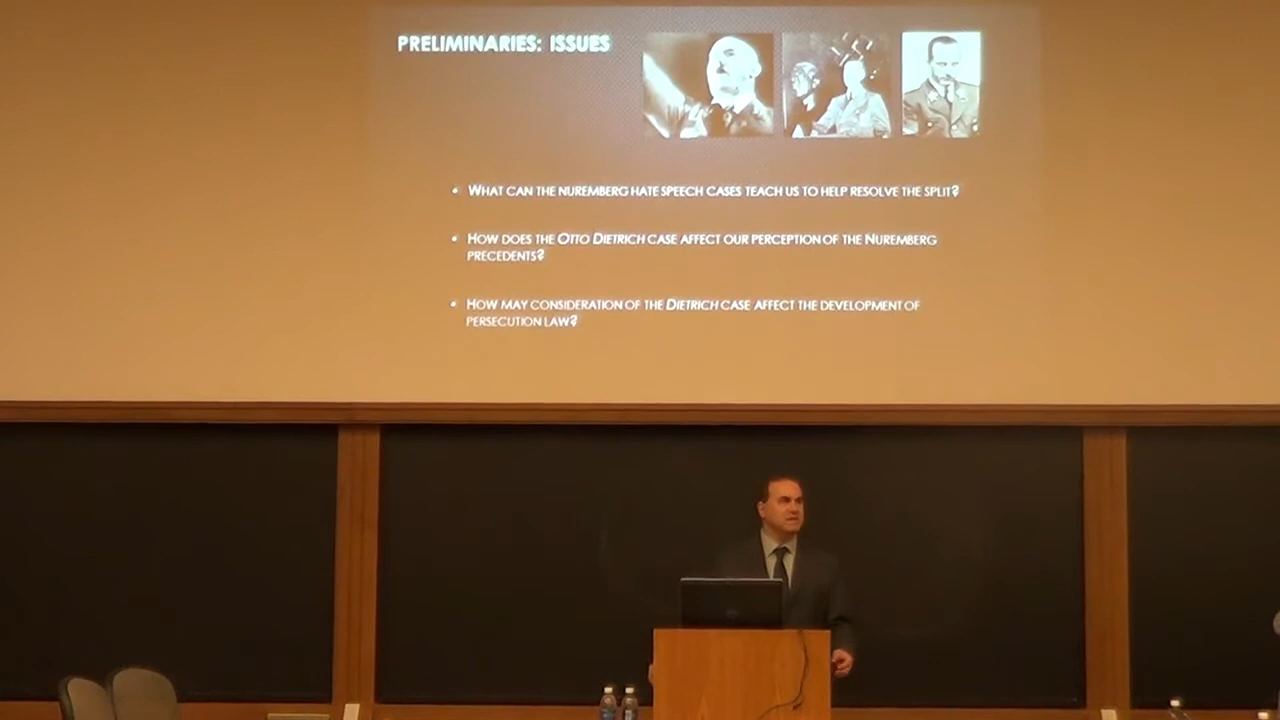 PRELIMINARIES: ISSUES
• WHAT CAN THE NUREMBERG HATE SPEECH CASES TEACH US TO HELP RESOLVE THE SPLIT?
• HOW DOES THE OTTO DIETRICH CASE AFFECT OUR PERCEPTION OF THE NUREMBERG
PRECEDENTS?
• HOW MAY CONSIDERATION OF THE DIETRICH CASE AFFECT THE DEVELOPMENT OF
PERSECUTION LAW?